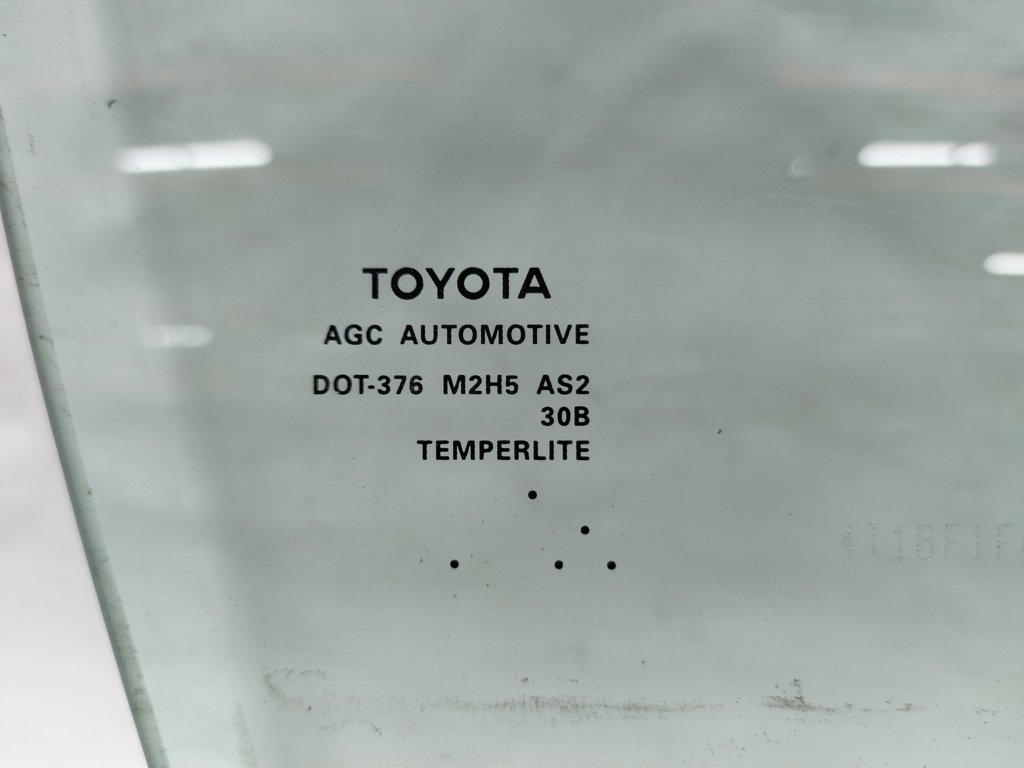 TOYOTA
AGC AUTOMOTIVE
DOT-376 M2H5 AS2
30B
TEMPERLITE